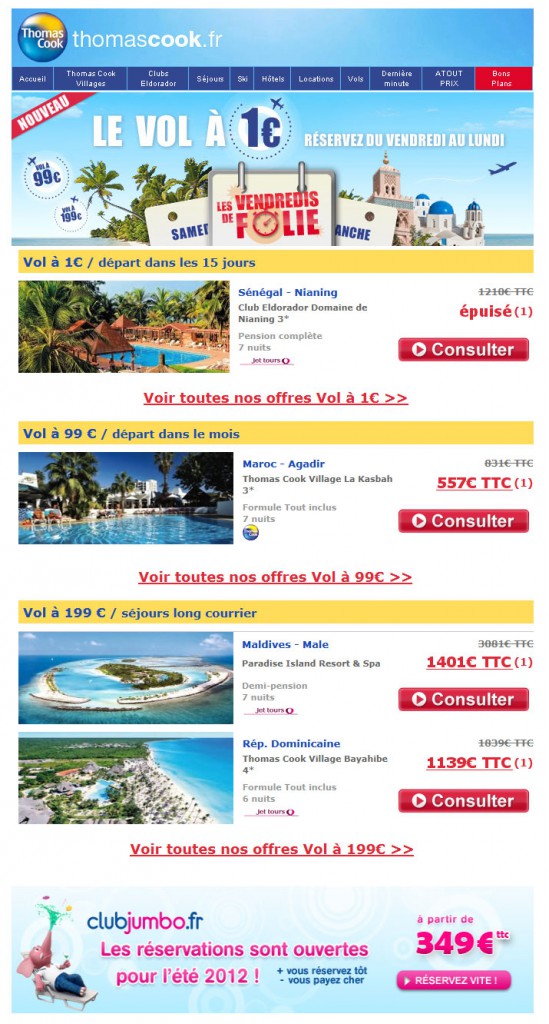 Thomas Cook
thomascook.fr
Accueil
Thomas Cook Villages
Clubs Eldorador
Séjours
Ski
Hôtels
Locations
Vols
Dernière minute
ATOUT PRIX
Bons Plans
NOUVEAU
LE VOL À 1€
RÉSERVEZ DU VENDREDI AU LUNDI
VOL À 99€
VOL À 199€
SAMED
LES VENDREDIS DE FOLIE
ANCHE
Vol à 1€ / départ dans les 15 jours
Sénégal - Nianing
1210€ TTC
Club Eldorador Domaine de
Nianing 3*
épuisé (1)
Pension complète
7 nuits
Jet tours
Consulter
Voir toutes nos offres Vol à 1€ >>
Vol à 99 € / départ dans le mois
Maroc - Agadir
831€ TTC
Thomas Cook Village La Kasbah
3*
557€ TTC (1)
Formule Tout inclus
7 nuits
Consulter
Voir toutes nos offres Vol à 99€ >>
Vol à 199 € / séjours long courrier
Maldives - Male
3081€ TTC
Paradise Island Resort & Spa
1401€ TTC (1)
Demi-pension
7 nuits
Jet tours
Consulter
Rép. Dominicaine
1839€ TTC
Thomas Cook Village Bayahibe
4*
1139€ TTC (1)
Formule Tout inclus
6 nuits
Jet tours
Consulter
Voir toutes nos offres Vol à 199€ >>
clubjumbo.fr
Les réservations sont ouvertes
pour l'été 2012 !
+ vous réservez tôt
- vous payez cher
à partir de
349€ ttc
RÉSERVEZ VITE !